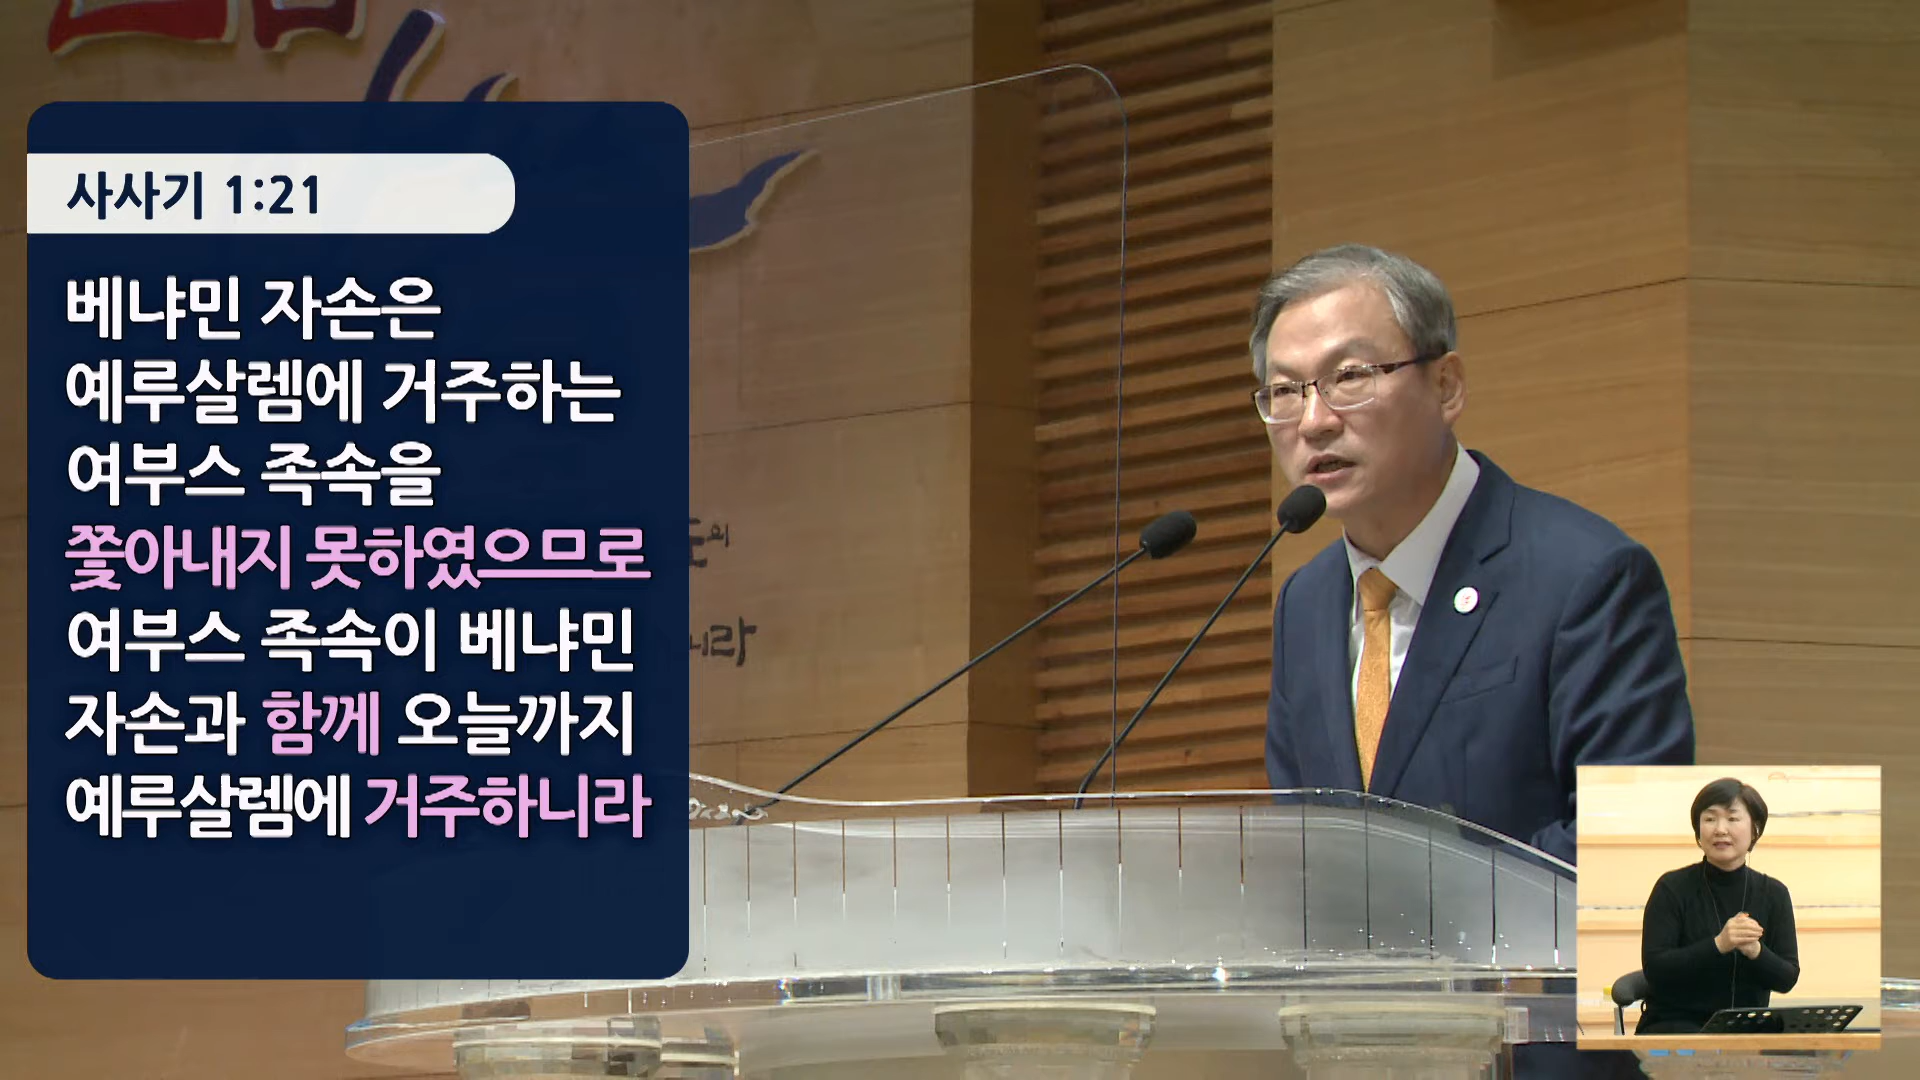 사사기 1:21
베냐민 자손은
예루살렘에 거주하는
여부스 족속을
쫓아내지 못하였으므로
여부스 족속이 베냐민
자손과 함께 오늘까지
예루살렘에 거주하니라
의
니라